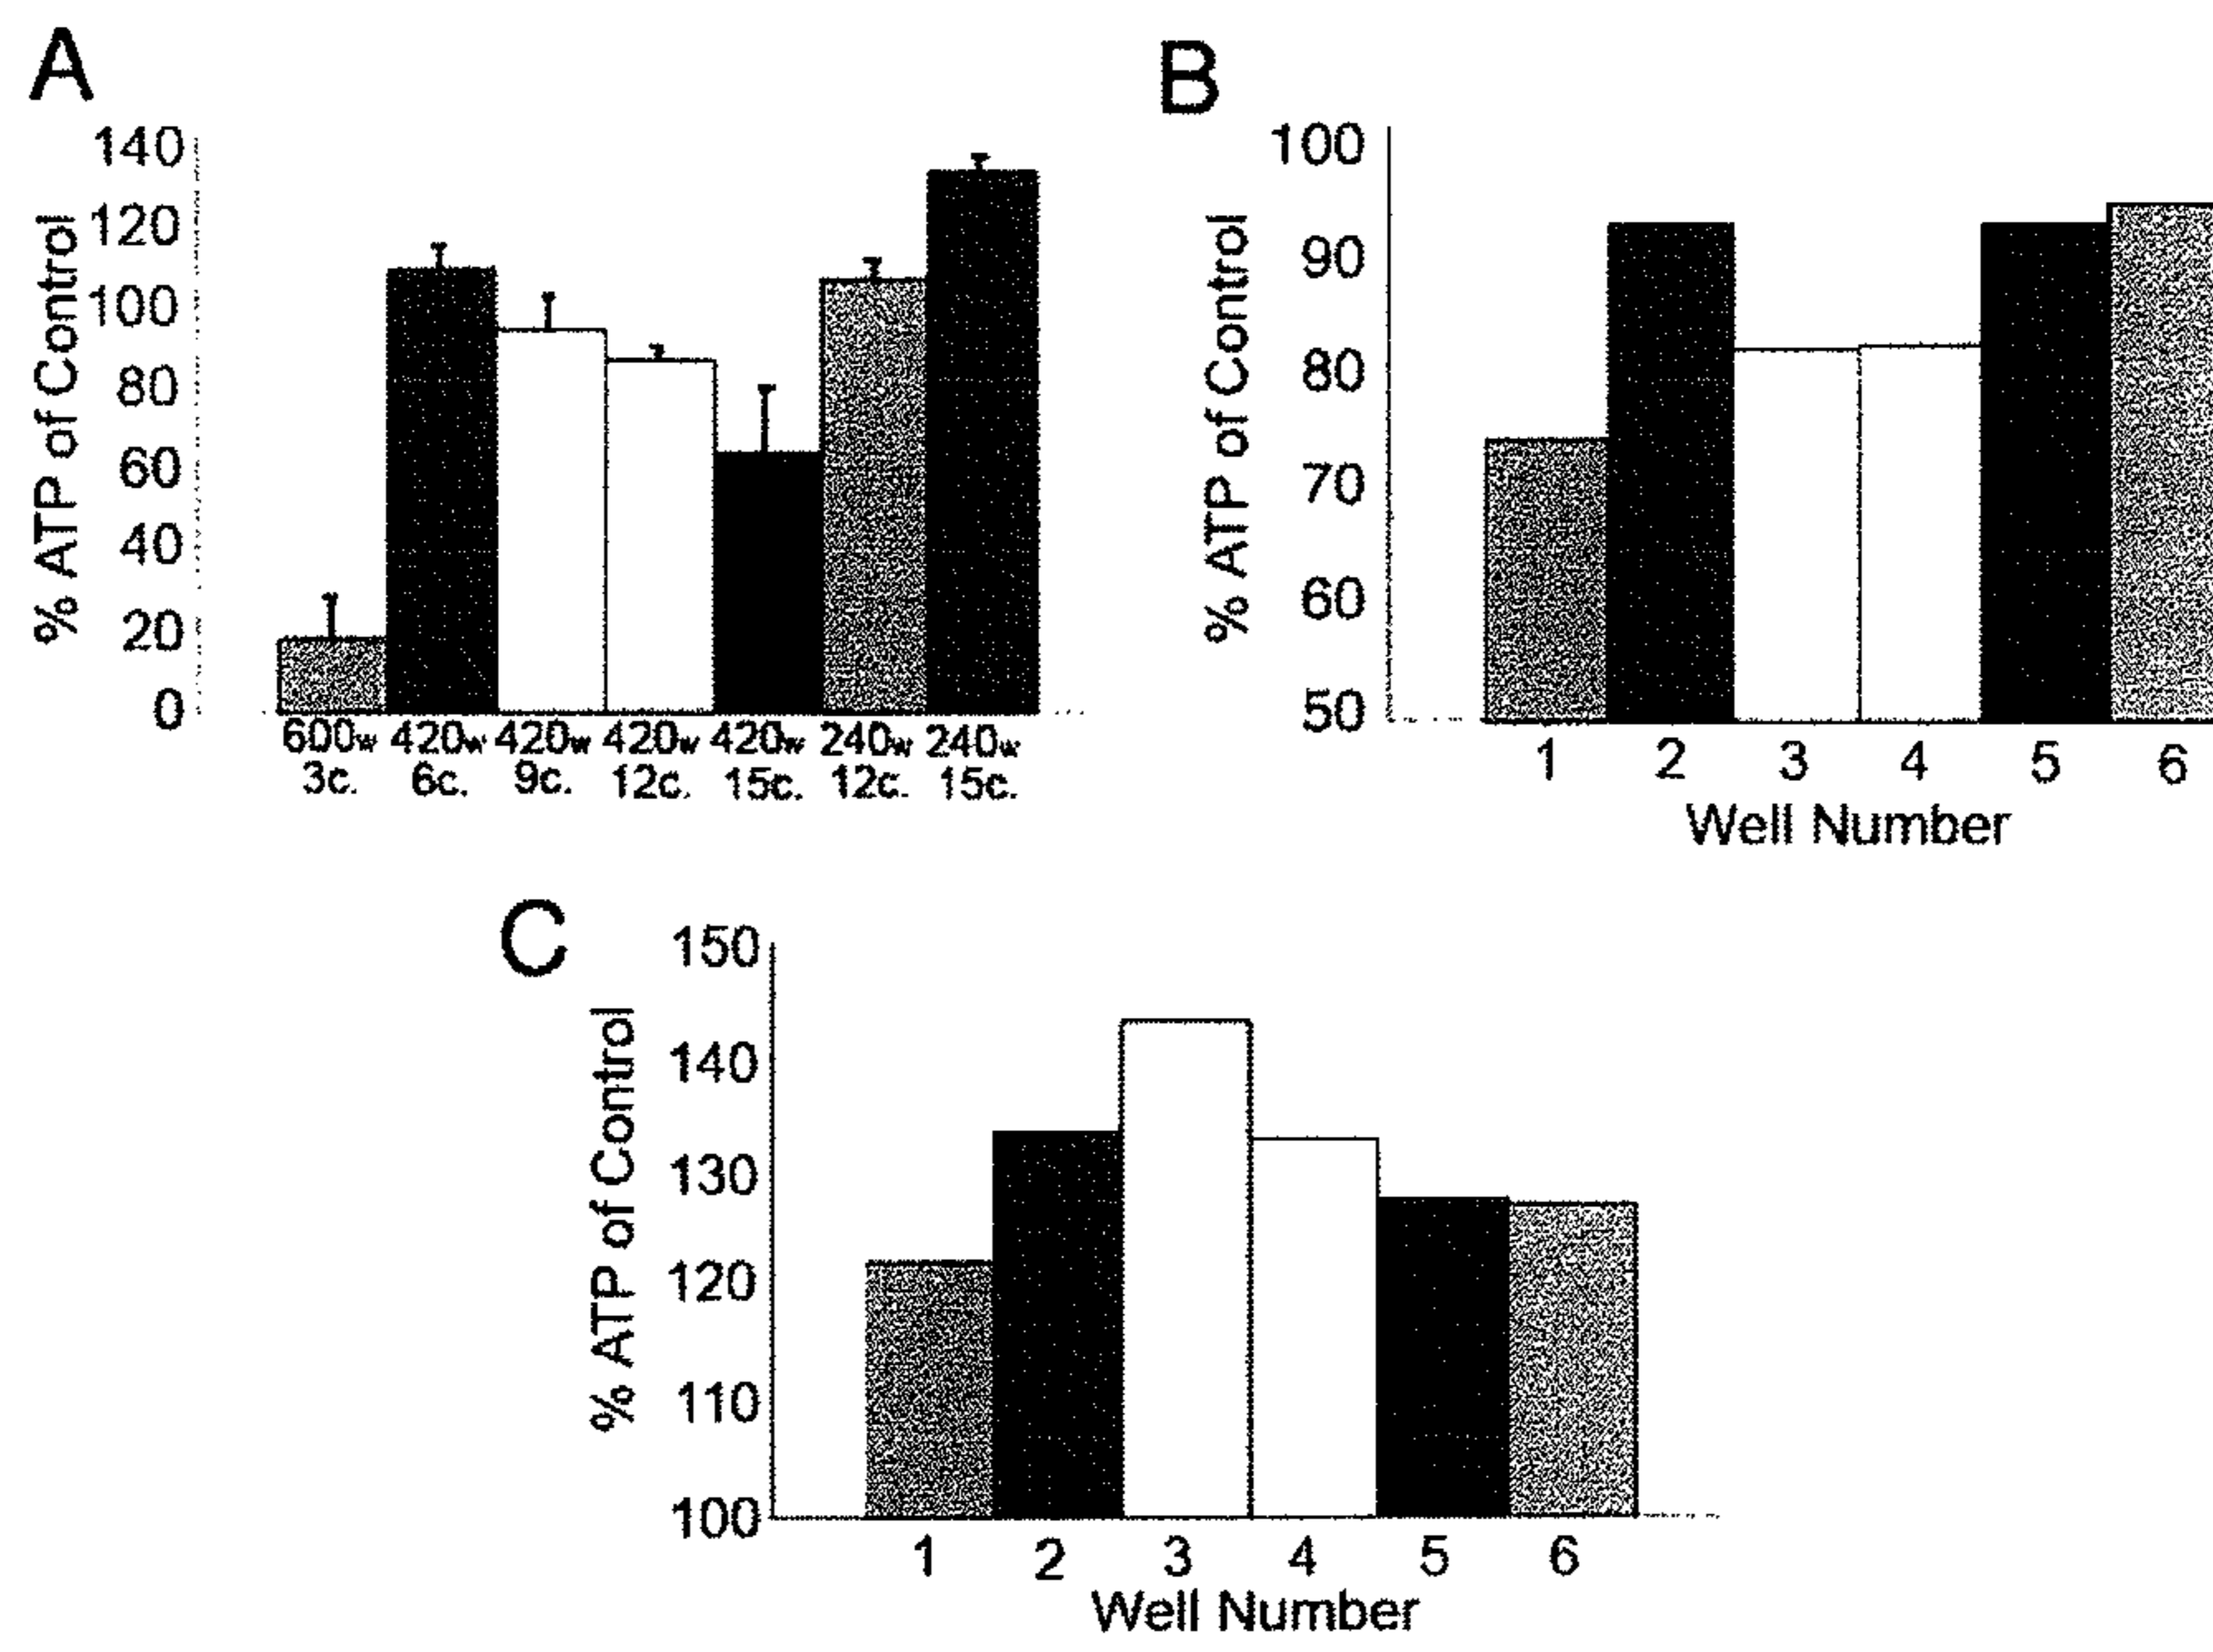 A
140
120
100
80
60
40
20
0
% ATP of Control
600w 420w 420w 420w 420w 240w 240w
3c. 6c. 9c. 12c. 15c. 12c. 15c.
B
100
90
80
70
60
50
% ATP of Control
1 2 3 4 5 6
Well Number
C
150
140
130
120
110
100
% ATP of Control
1 2 3 4 5 6
Well Number